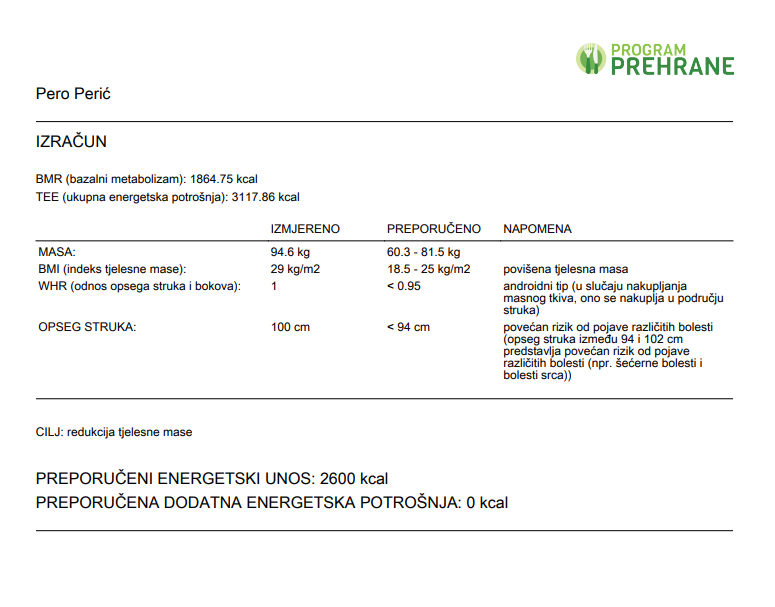 PROGRAM
PREHRANE
Pero Perić
IZRAČUN
BMR (bazalni metabolizam): 1864.75 kcal
TEE (ukupna energetska potrošnja): 3117.86 kcal
IZMJERENO PREPORUČENO NAPOMENA
MASA: 94.6 kg 60.3 - 81.5 kg
BMI (indeks tjelesne mase): 29 kg/m2 18.5 - 25 kg/m2 povišena tjelesna masa
WHR (odnos opsega struka i bokova): 1 < 0.95 androidni tip (u slučaju nakupljanja
masnog tkiva, ono se nakuplja u području
struka)
OPSEG STRUKA: 100 cm < 94 cm povećan rizik od pojave različitih bolesti
(opseg struka između 94 i 102 cm
predstavlja povećan rizik od pojave
različitih bolesti (npr. šećerne bolesti i
bolesti srca))
CILJ: redukcija tjelesne mase
PREPORUČENI ENERGETSKI UNOS: 2600 kcal
PREPORUČENA DODATNA ENERGETSKA POTROŠNJA: 0 kcal